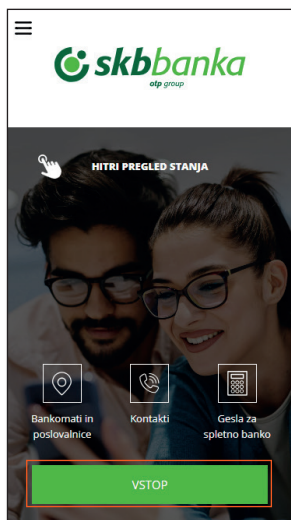 skbbanka
otp group
HITRI PREGLED STANJA
Bankomati in
poslovalnice
Kontakti
Gesla za
spletno banko
VSTOP